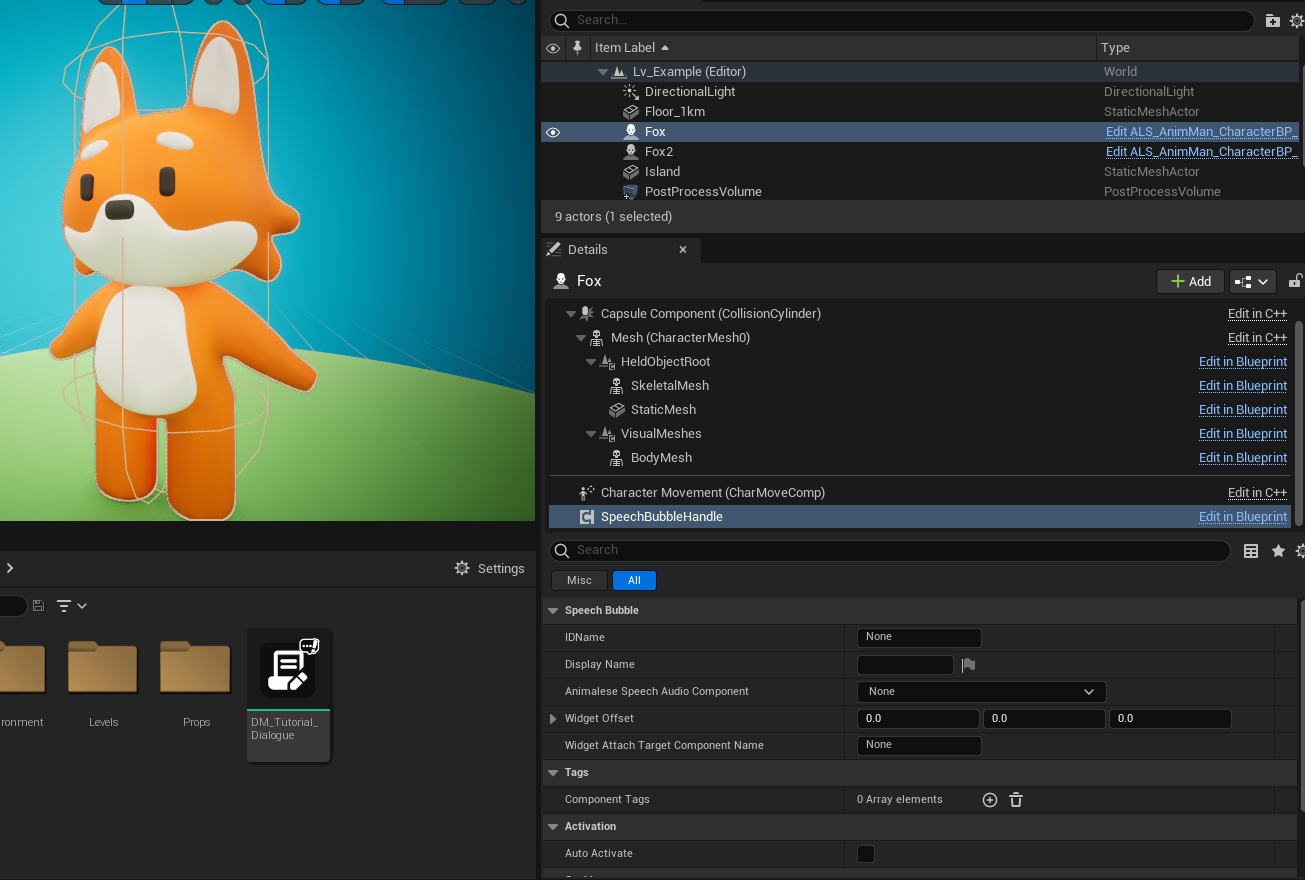 Search...
Item Label
Type
Lv_Example (Editor)
World
DirectionalLight
DirectionalLight
Floor_1km
StaticMeshActor
Fox
Edit ALS_AnimMan_CharacterBP_
Fox2
Edit ALS_AnimMan_CharacterBP_
Island
StaticMeshActor
PostProcessVolume
PostProcessVolume
9 actors (1 selected)
Details
Fox
Add
Capsule Component (CollisionCylinder)
Edit in C++
Mesh (CharacterMesh0)
Edit in C++
HeldObjectRoot
Edit in Blueprint
SkeletalMesh
Edit in Blueprint
StaticMesh
Edit in Blueprint
VisualMeshes
Edit in Blueprint
BodyMesh
Edit in Blueprint
Character Movement (CharMoveComp)
Edit in C++
SpeechBubbleHandle
Edit in Blueprint
Search
Misc
All
Speech Bubble
IDName
None
Display Name
Animalese Speech Audio Component
None
Widget Offset
0.0
0.0
0.0
Widget Attach Target Component Name
None
Tags
Component Tags
0 Array elements
Activation
Auto Activate
Settings
ronment
Levels
Props
DM_Tutorial_
Dialogue